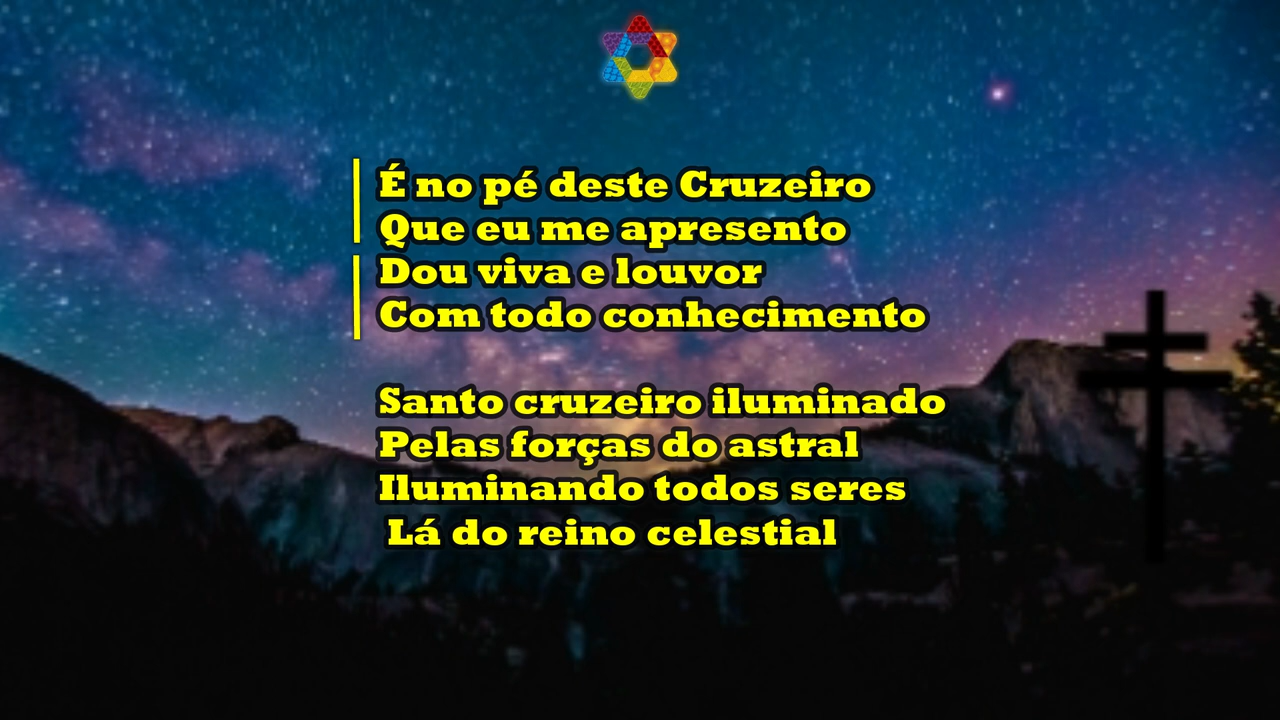 É no pé deste Cruzeiro
Que eu me apresento
Dou viva e louvor
Com todo conhecimento
Santo cruzeiro iluminado
Pelas forças do astral
Iluminando todos seres
Lá do reino celestial